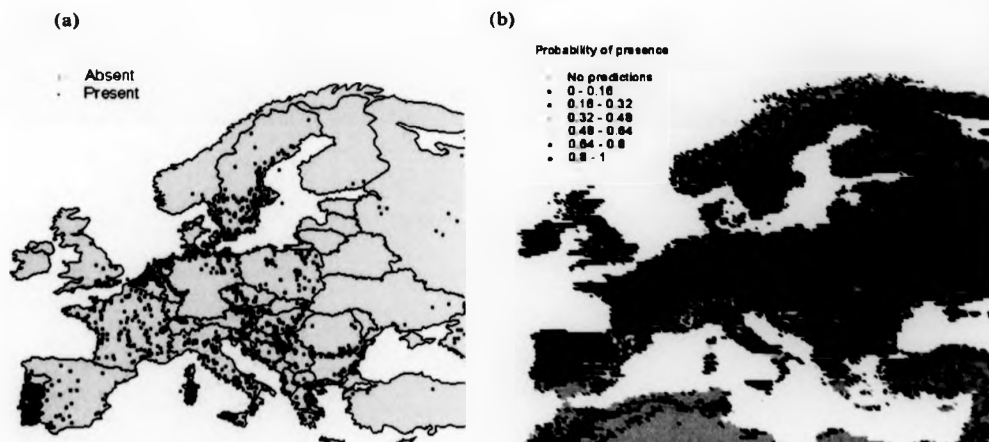 (a)
Absent
Present
(b)
Probability of presence
No predictions
0 - 0.16
0.16 - 0.32
0.32 - 0.48
0.48 - 0.64
0.64 - 0.8
0.8 - 1